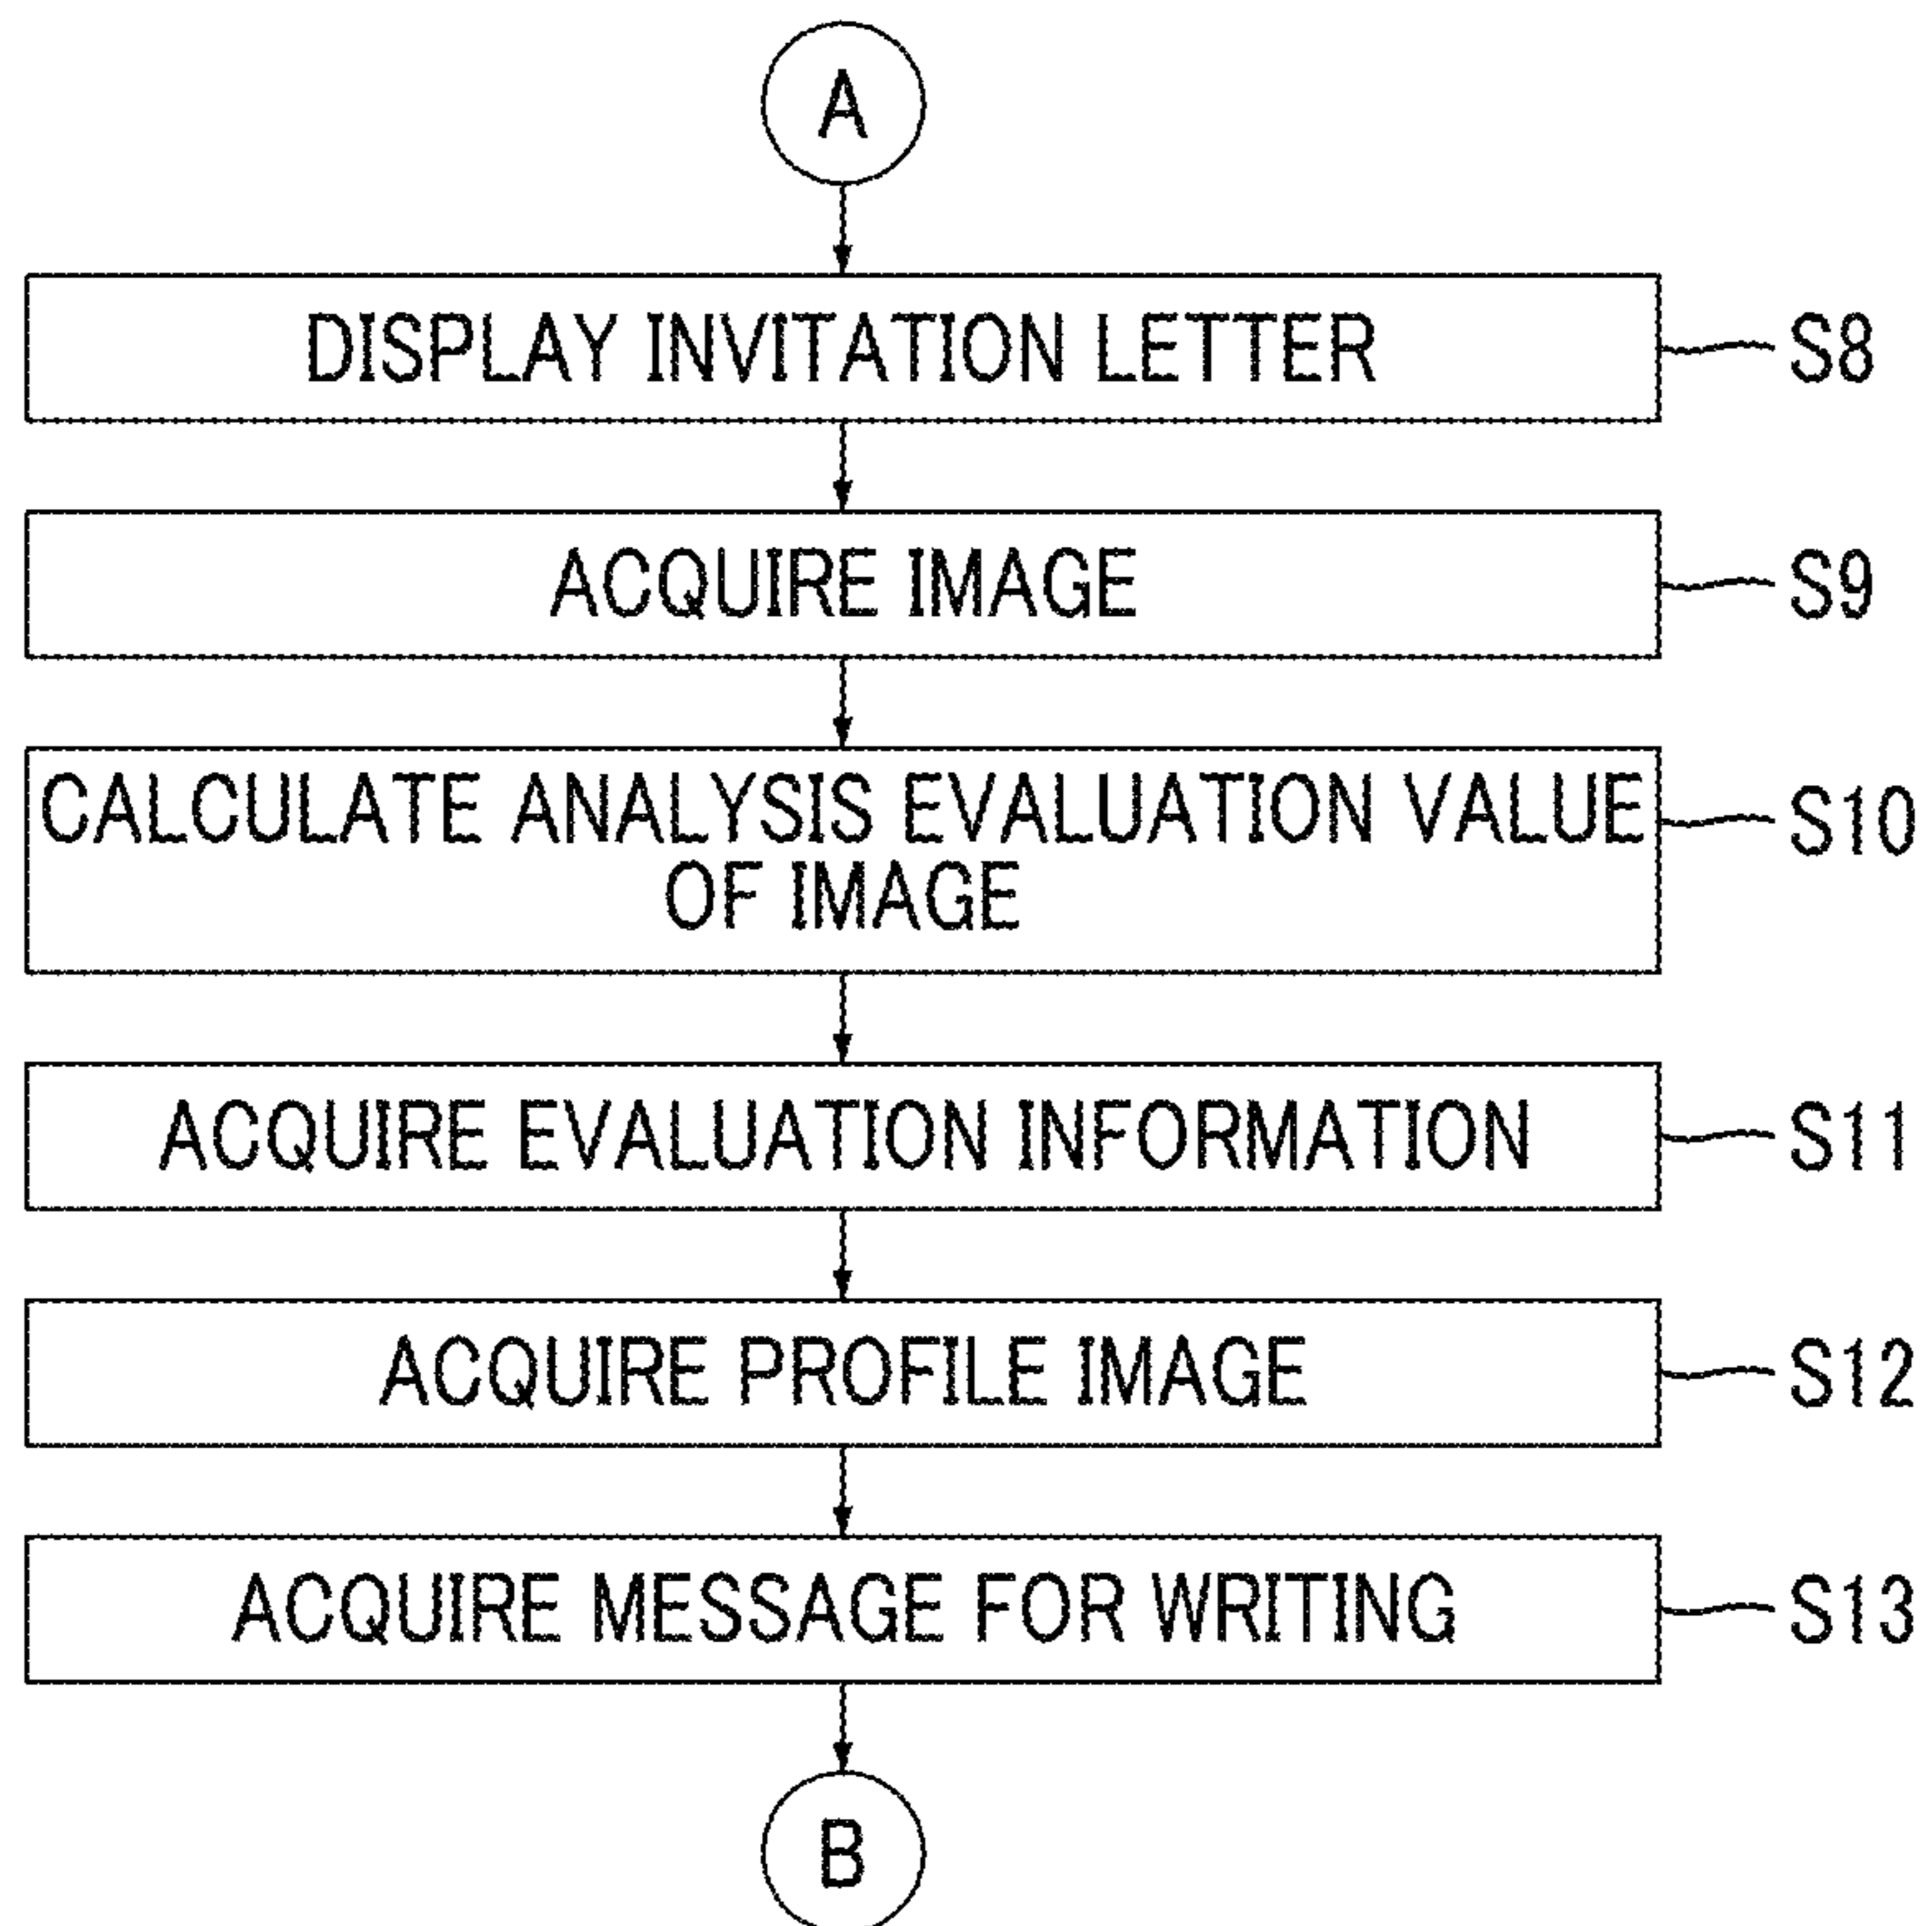 A
DISPLAY INVITATION LETTER S8
ACQUIRE IMAGE S9
CALCULATE ANALYSIS EVALUATION VALUE S10
OF IMAGE
ACQUIRE EVALUATION INFORMATION S11
ACQUIRE PROFILE IMAGE S12
ACQUIRE MESSAGE FOR WRITING S13
B